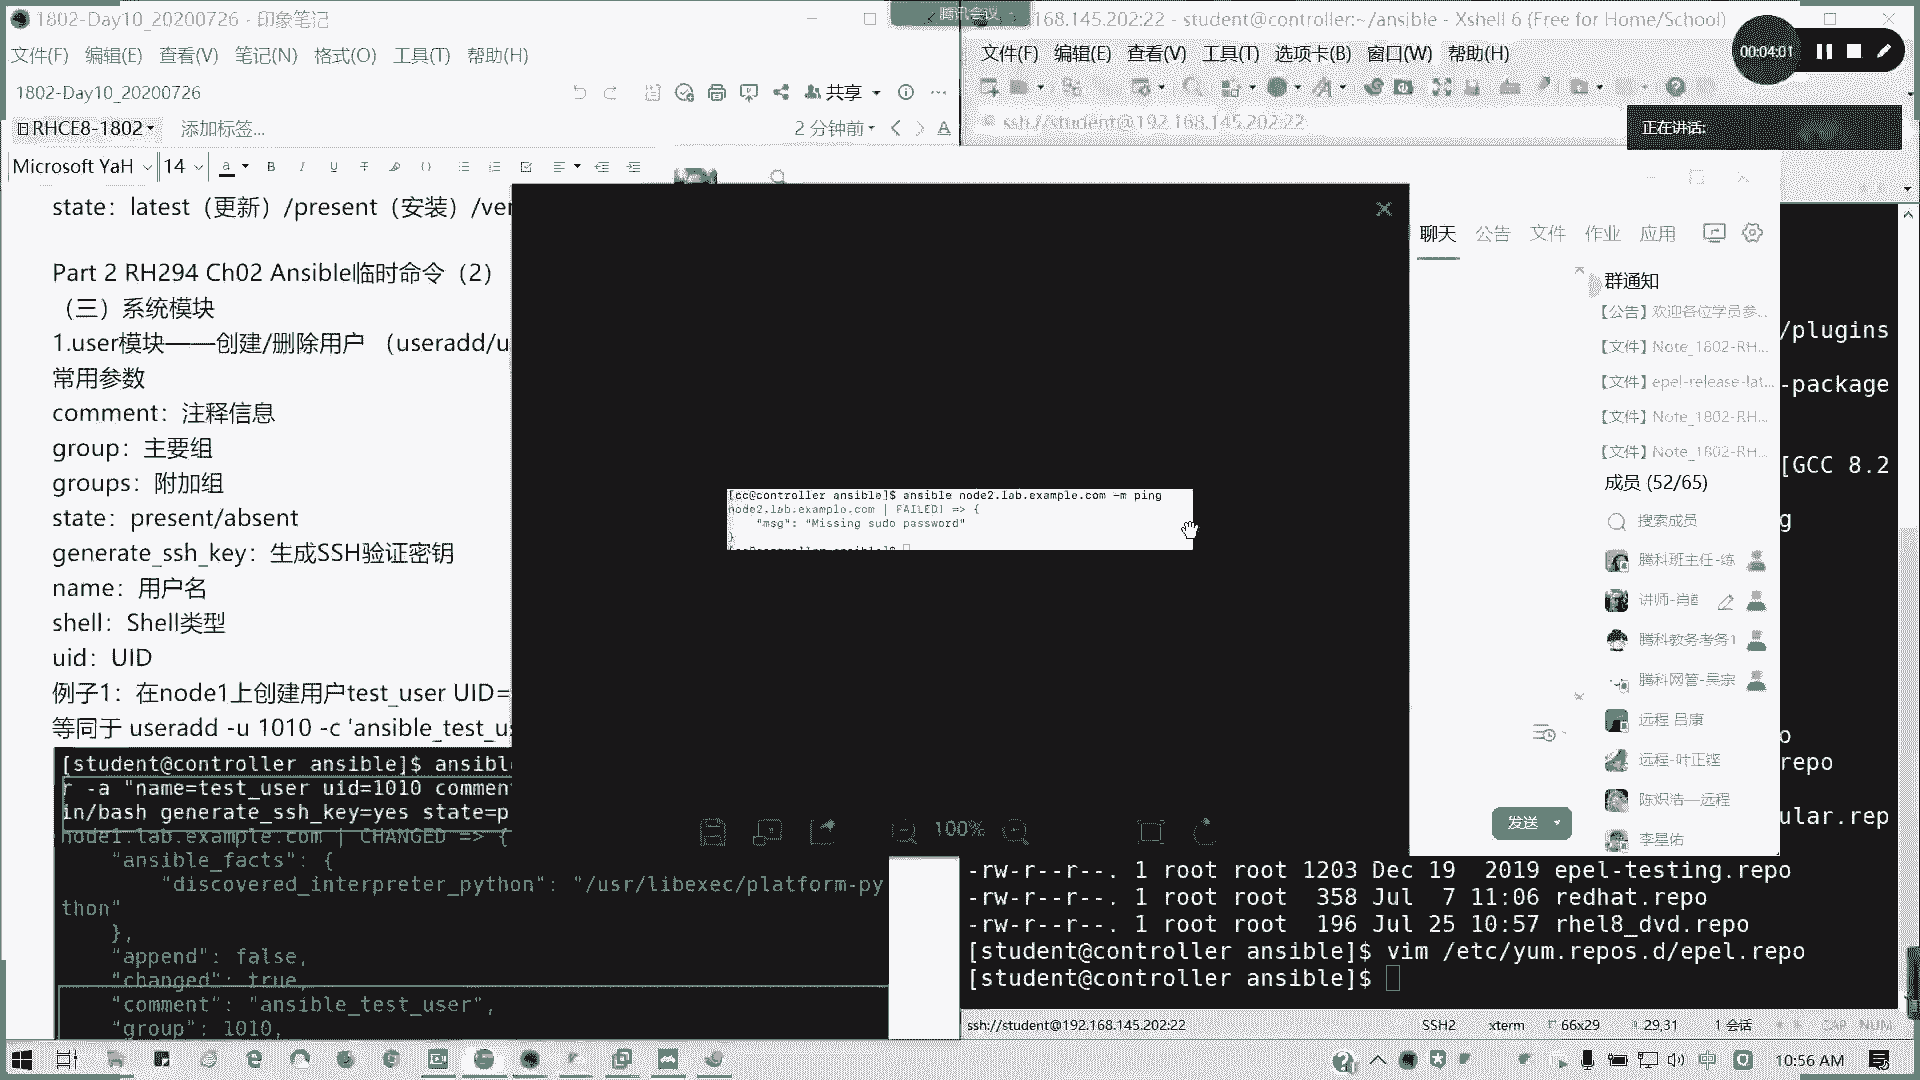 1802-Day10_20200726 - 印象笔记
文件(F) 编辑(E) 查看(V) 笔记(N) 格式(O) 工具(T) 帮助(H)
1802-Day10_20200726
共享
RHCE8-1802
添加标签...
2 分钟前
Microsoft YaH
14
state：latest（更新）/present（安装）/ver
Part 2 RH294 Ch02 Ansible临时命令（2）
（三）系统模块
1.user模块——创建/删除用户 （useradd/u
常用参数
comment：注释信息
group：主要组
groups：附加组
state：present/absent
generate_ssh_key：生成SSH验证密钥
name：用户名
shell：Shell类型
uid：UID
例子1：在node1上创建用户test_user UID=
等同于 useradd -u 1010 -c 'ansible_test_u
[student@controller ansible]$ ansibl
r -a "name=test_user uid=1010 commen
in/bash generate_ssh_key=yes state=p
node1.lab.example.com | CHANGED => {
"ansible_facts": {
"discovered_interpreter_python": "/usr/libexec/platform-py
thon"
},
"append": false,
"changed": true,
"comment": "ansible_test_user",
"group": 1010,
腾讯会议
168.145.202:22 - student@controller:~/ansible - Xshell 6 (Free for Home/School)
文件(F) 编辑(E) 查看(V) 工具(T) 选项卡(B) 窗口(W) 帮助(H)
00:04:01
ssh://student@192.168.145.202:22
正在讲话:
[cc@controller ansible]$ ansible node2.lab.example.com -m ping
node2.lab.example.com | FAILED! => {
"msg": "Missing sudo password"
}
100%
聊天 公告 文件 作业 应用
群通知
【公告】欢迎各位学员参...
【文件】Note_1802-RH...
【文件】epel-release-lat...
【文件】Note_1802-RH...
【文件】Note_1802-RH...
成员 (52/65)
搜索成员
腾科班主任-练
讲师-肖
腾科教务考务1
腾科网管-吴宗
远程 吕康
远程-叶正铿
陈炽浩—远程
李星佑
发送
/plugins
-package
[GCC 8.2
g
o
repo
ular.rep
-rw-r--r--. 1 root root 1203 Dec 19 2019 epel-testing.repo
-rw-r--r--. 1 root root 358 Jul 7 11:06 redhat.repo
-rw-r--r--. 1 root root 196 Jul 25 10:57 rhel8_dvd.repo
[student@controller ansible]$ vim /etc/yum.repos.d/epel.repo
[student@controller ansible]$
ssh://student@192.168.145.202:22
SSH2
xterm
66x29
29,31
1 会话
CAP NUM
中
10:56 AM